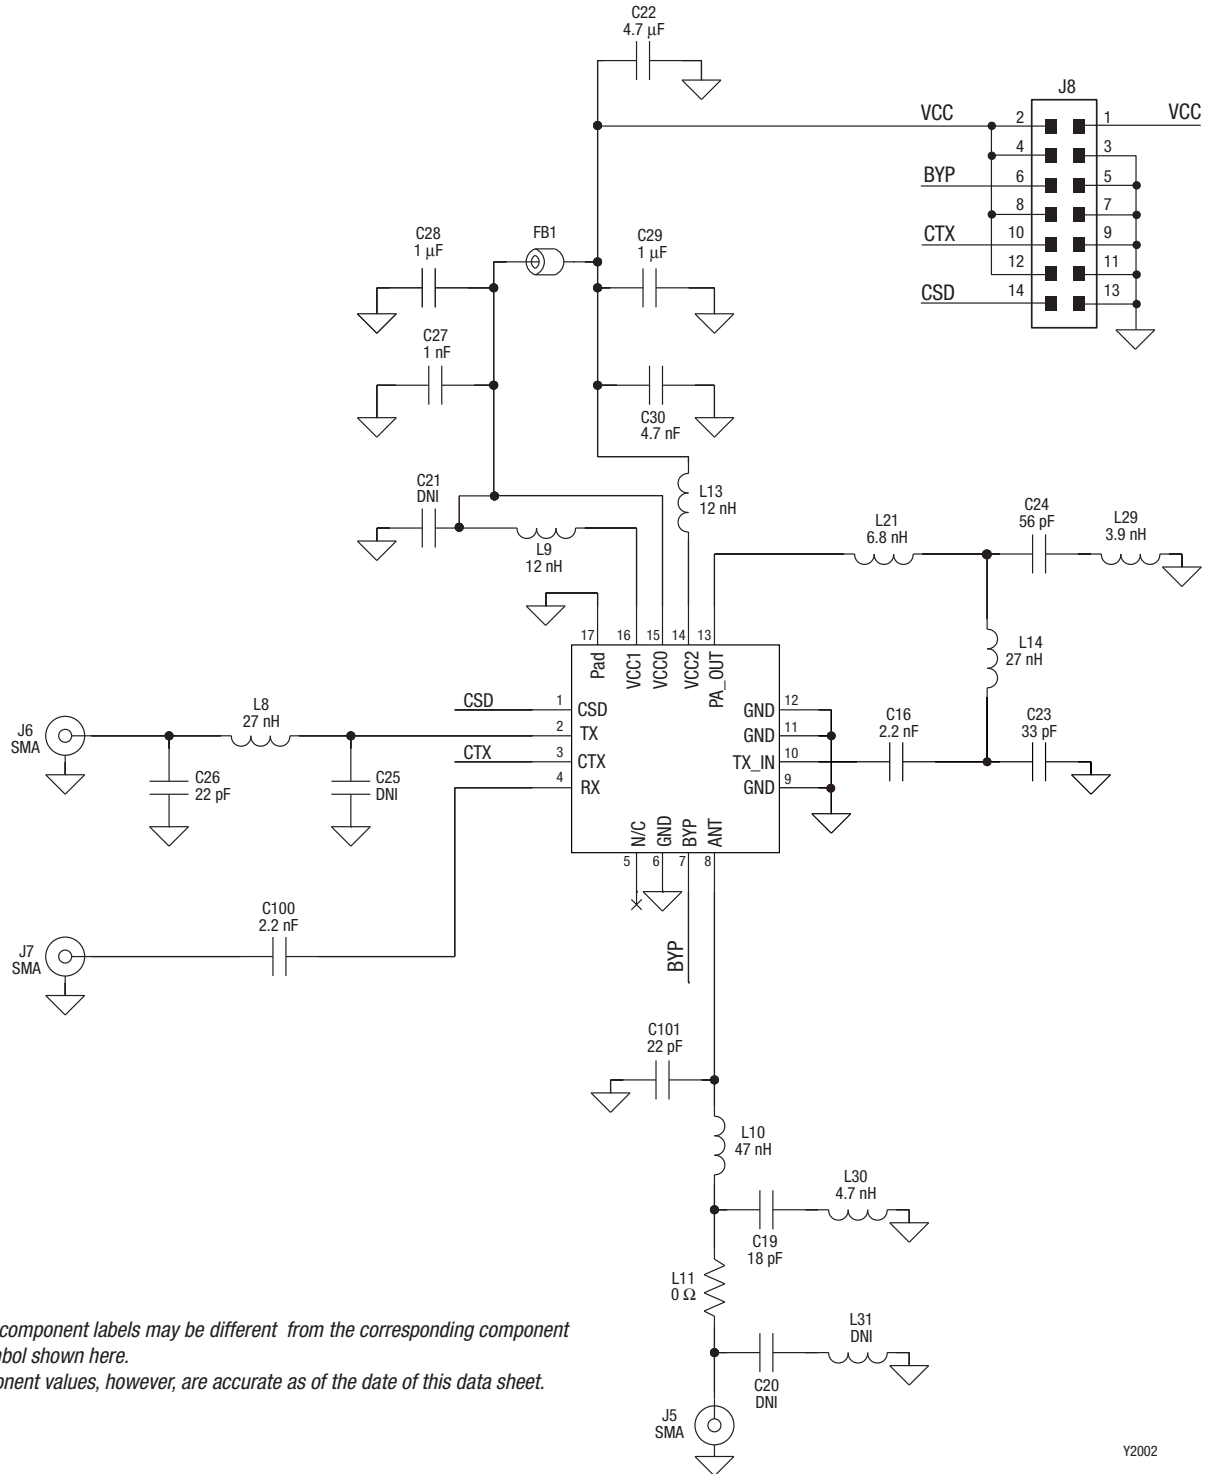 C22
4.7 μF
J8
VCC
2
1
VCC
4
3
BYP
6
5
8
7
CTX
10
9
12
11
CSD
14
13
C28
1 μF
FB1
C29
1 μF
C27
1 nF
C30
4.7 nF
C21
DNI
L9
12 nH
L13
12 nH
L21
6.8 nH
C24
56 pF
L29
3.9 nH
L14
27 nH
17
16
15
14
13
Pad
VCC1
VCC0
VCC2
PA_OUT
CSD
1
CSD
2
TX
CTX
3
CTX
4
RX
GND
12
GND
11
TX_IN
10
GND
9
N/C
GND
BYP
ANT
5
6
7
8
BYP
J6
SMA
L8
27 nH
C26
22 pF
C25
DNI
C16
2.2 nF
C23
33 pF
J7
SMA
C100
2.2 nF
C101
22 pF
L10
47 nH
L30
4.7 nH
C19
18 pF
L11
0 Ω
L31
DNI
C20
DNI
J5
SMA
component labels may be different from the corresponding component
shown here.
values, however, are accurate as of the date of this data sheet.
Y2002